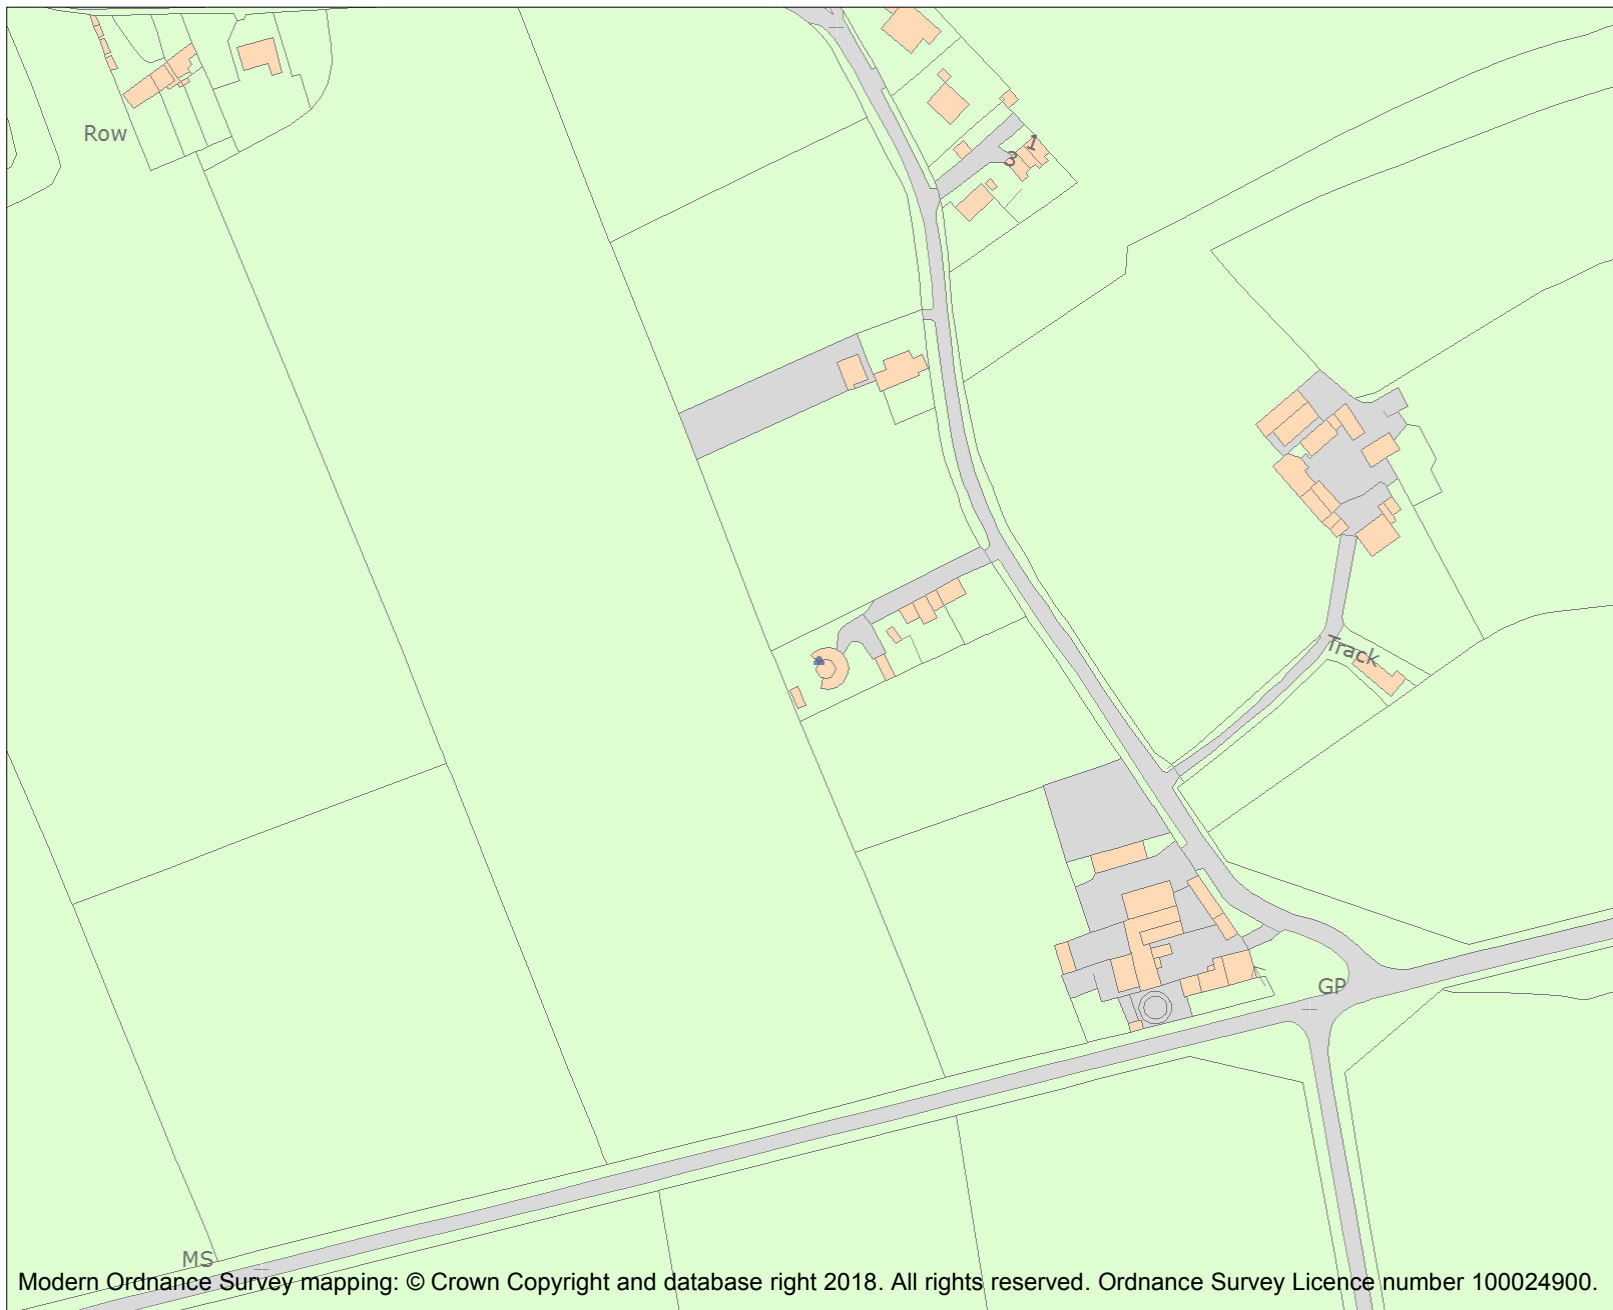 Row
1
3
Track
GP
MS
Modern Ordnance Survey mapping: © Crown Copyright and database right 2018. All rights reserved. Ordnance Survey Licence number 100024900.